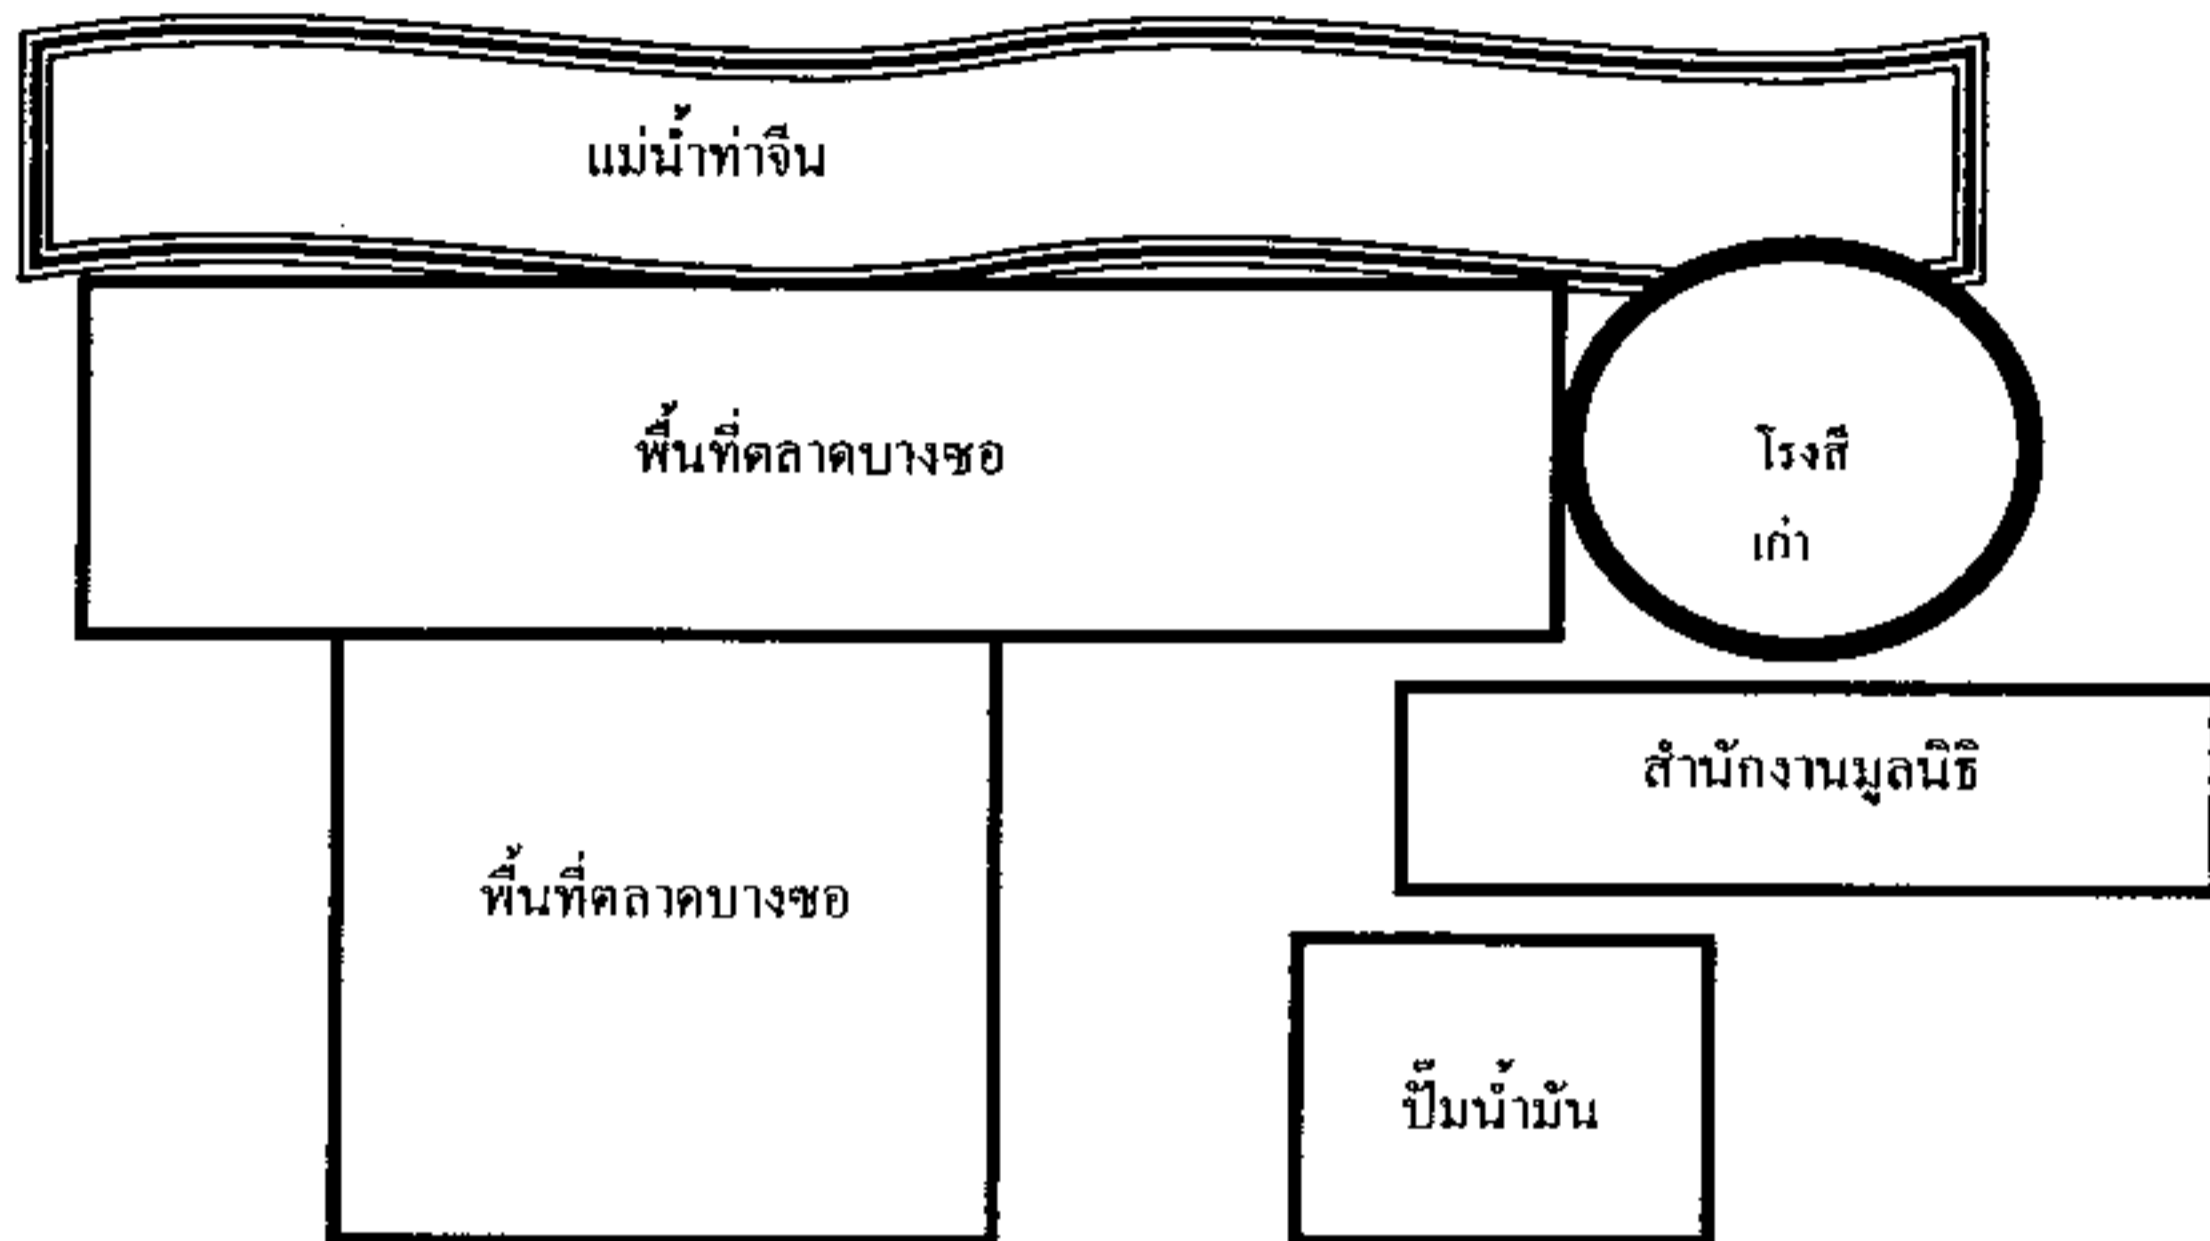 แม่น้ำท่าจีน
พื้นที่ตลาดบางซอ
โรงสี
เก่า
สำนักงานมูลนิธิ
พื้นที่ตลาดบางซอ
ปั๊มน้ำมัน